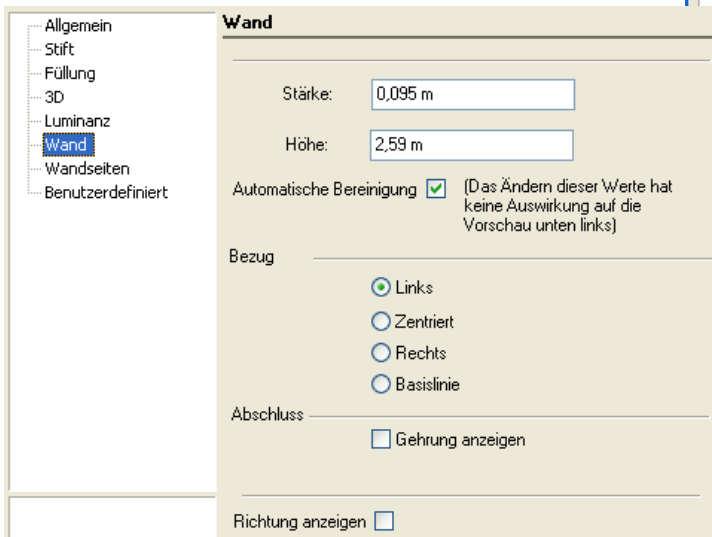 Allgemein
Stift
Füllung
3D
Luminanz
Wand
Wandseiten
Benutzerdefiniert
Wand
Stärke: 0,095 m
Höhe: 2,59 m
Automatische Bereinigung (Das Ändern dieser Werte hat
keine Auswirkung auf die
Vorschau unten links)
Bezug
Links
Zentriert
Rechts
Basislinie
Abschluss
Gehrung anzeigen
Richtung anzeigen